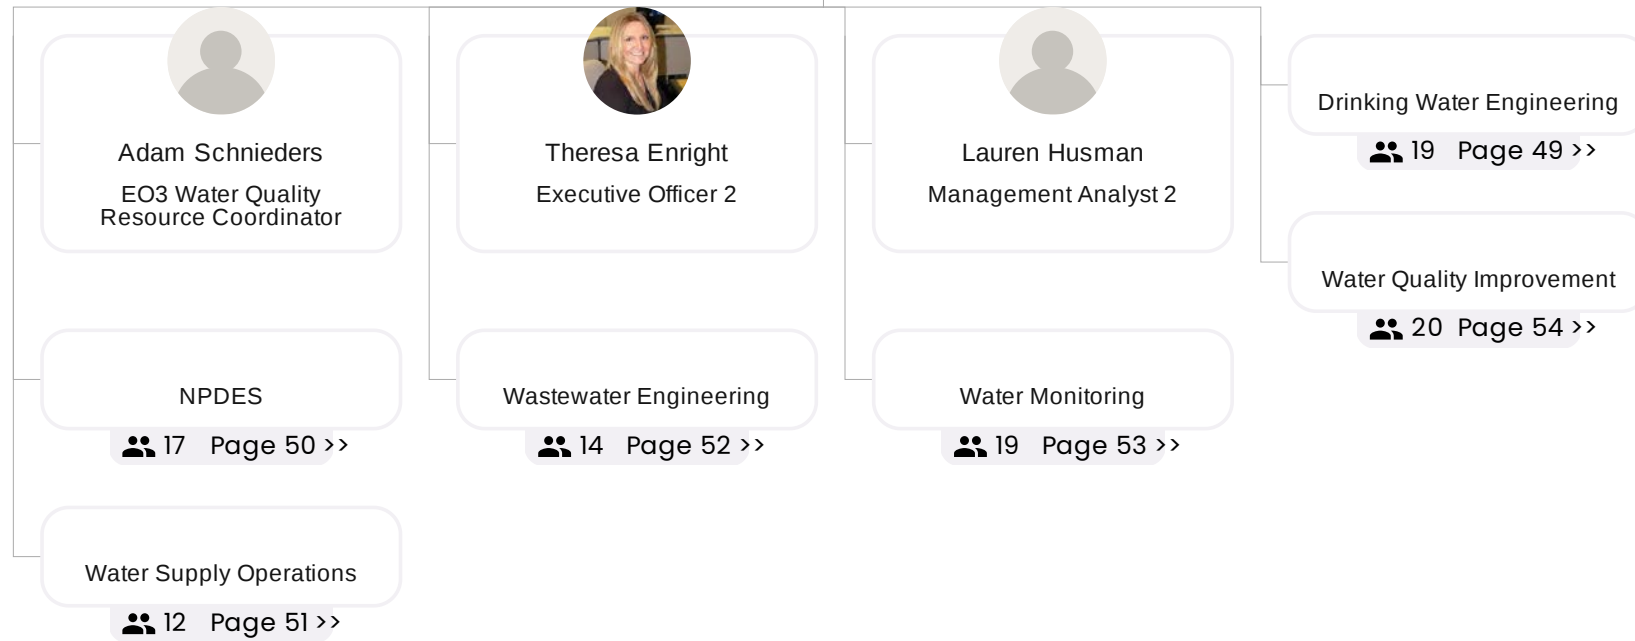 Adam Schnieders
EO3 Water Quality
Resource Coordinator
Theresa Enright
Executive Officer 2
Lauren Husman
Management Analyst 2
Drinking Water Engineering
19 Page 49 >>
Water Quality Improvement
20 Page 54 >>
NPDES
17 Page 50 >>
Wastewater Engineering
14 Page 52 >>
Water Monitoring
19 Page 53 >>
Water Supply Operations
12 Page 51 >>